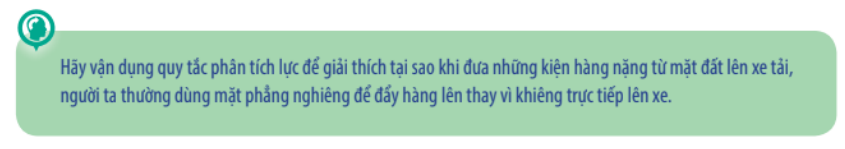 Hãy vận dụng quy tắc phân tích lực để giải thích tại sao khi đưa những kiện hàng nặng từ mặt đất lên xe tải,
người ta thường dùng mặt phẳng nghiêng để đẩy hàng lên thay vì khiêng trực tiếp lên xe.